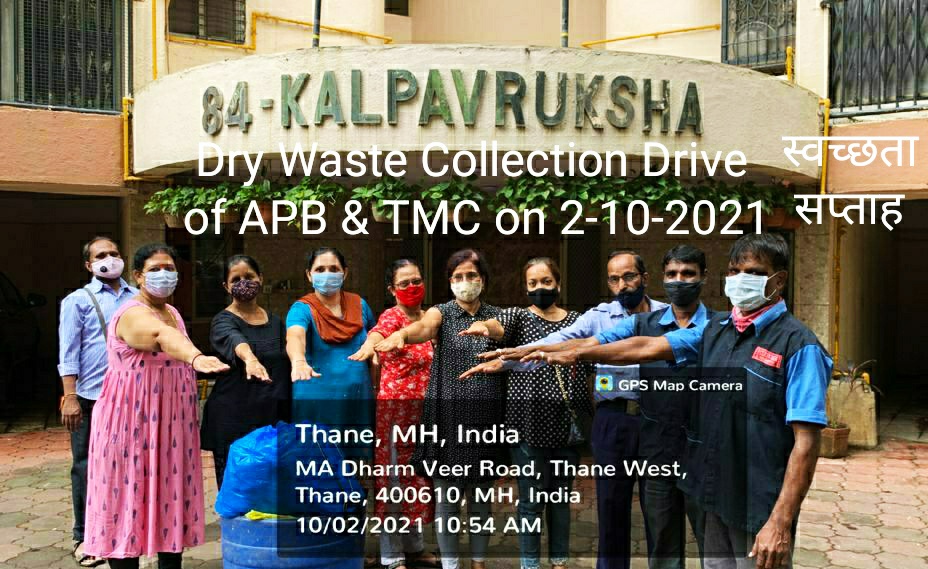 84-KALPAVRUKSHA
Dry Waste Collection Drive
of APB & TMC on 2-10-2021
स्वच्छता
सप्ताह
GPS Map Camera
Thane, MH, India
MA Dharm Veer Road, Thane West,
Thane, 400610, MH, India
10/02/2021 10:54 AM